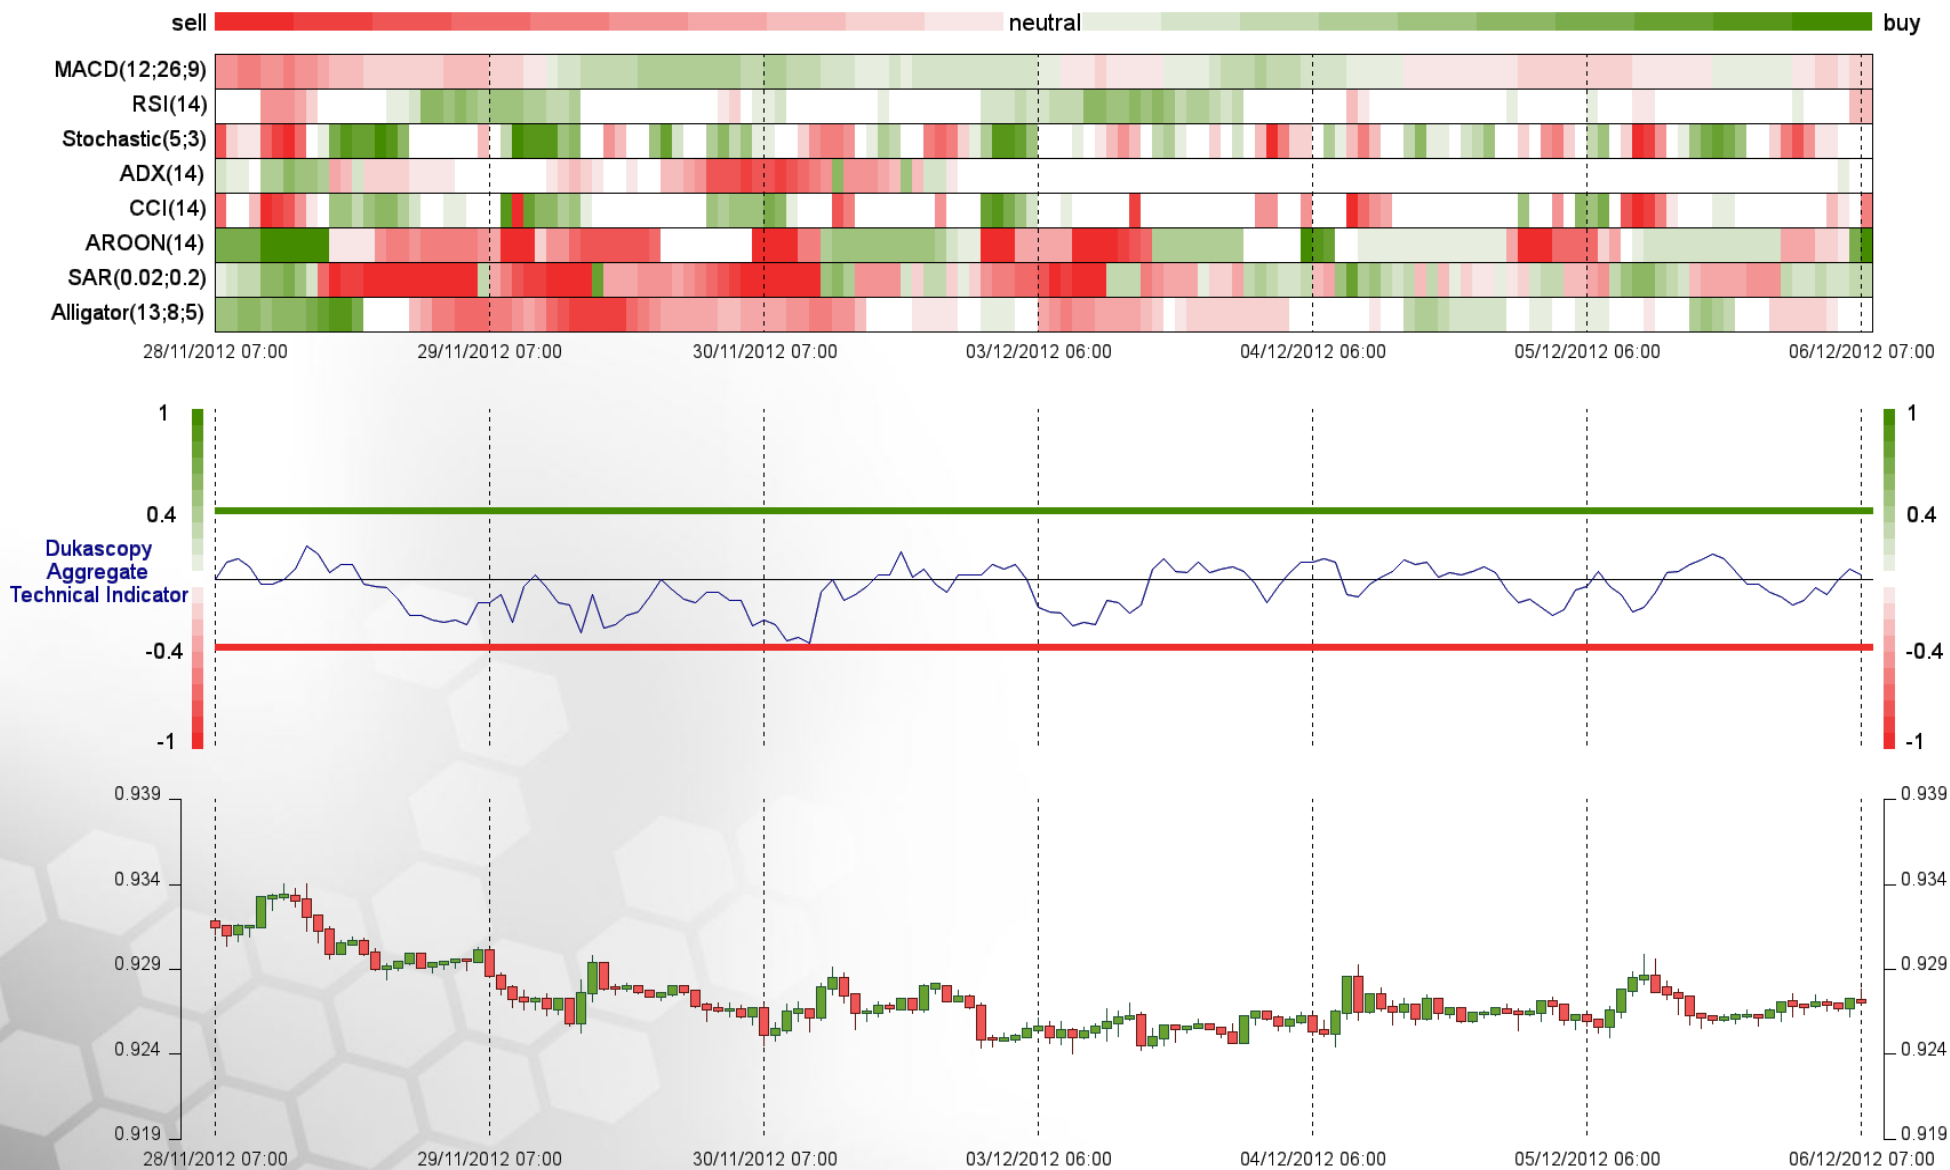 sell neutral buy
MACD(12;26;9)
RSI(14)
Stochastic(5;3)
ADX(14)
CCI(14)
AROON(14)
SAR(0.02;0.2)
Alligator(13;8;5)
28/11/2012 07:00 29/11/2012 07:00 30/11/2012 07:00 03/12/2012 06:00 04/12/2012 06:00 05/12/2012 06:00 06/12/2012 07:00
1 1
0.4 0.4
Dukascopy
Aggregate
Technical Indicator
-0.4 -0.4
-1 -1
0.939 0.939
0.934 0.934
0.929 0.929
0.924 0.924
0.919 0.919
28/11/2012 07:00 29/11/2012 07:00 30/11/2012 07:00 03/12/2012 06:00 04/12/2012 06:00 05/12/2012 06:00 06/12/2012 07:00